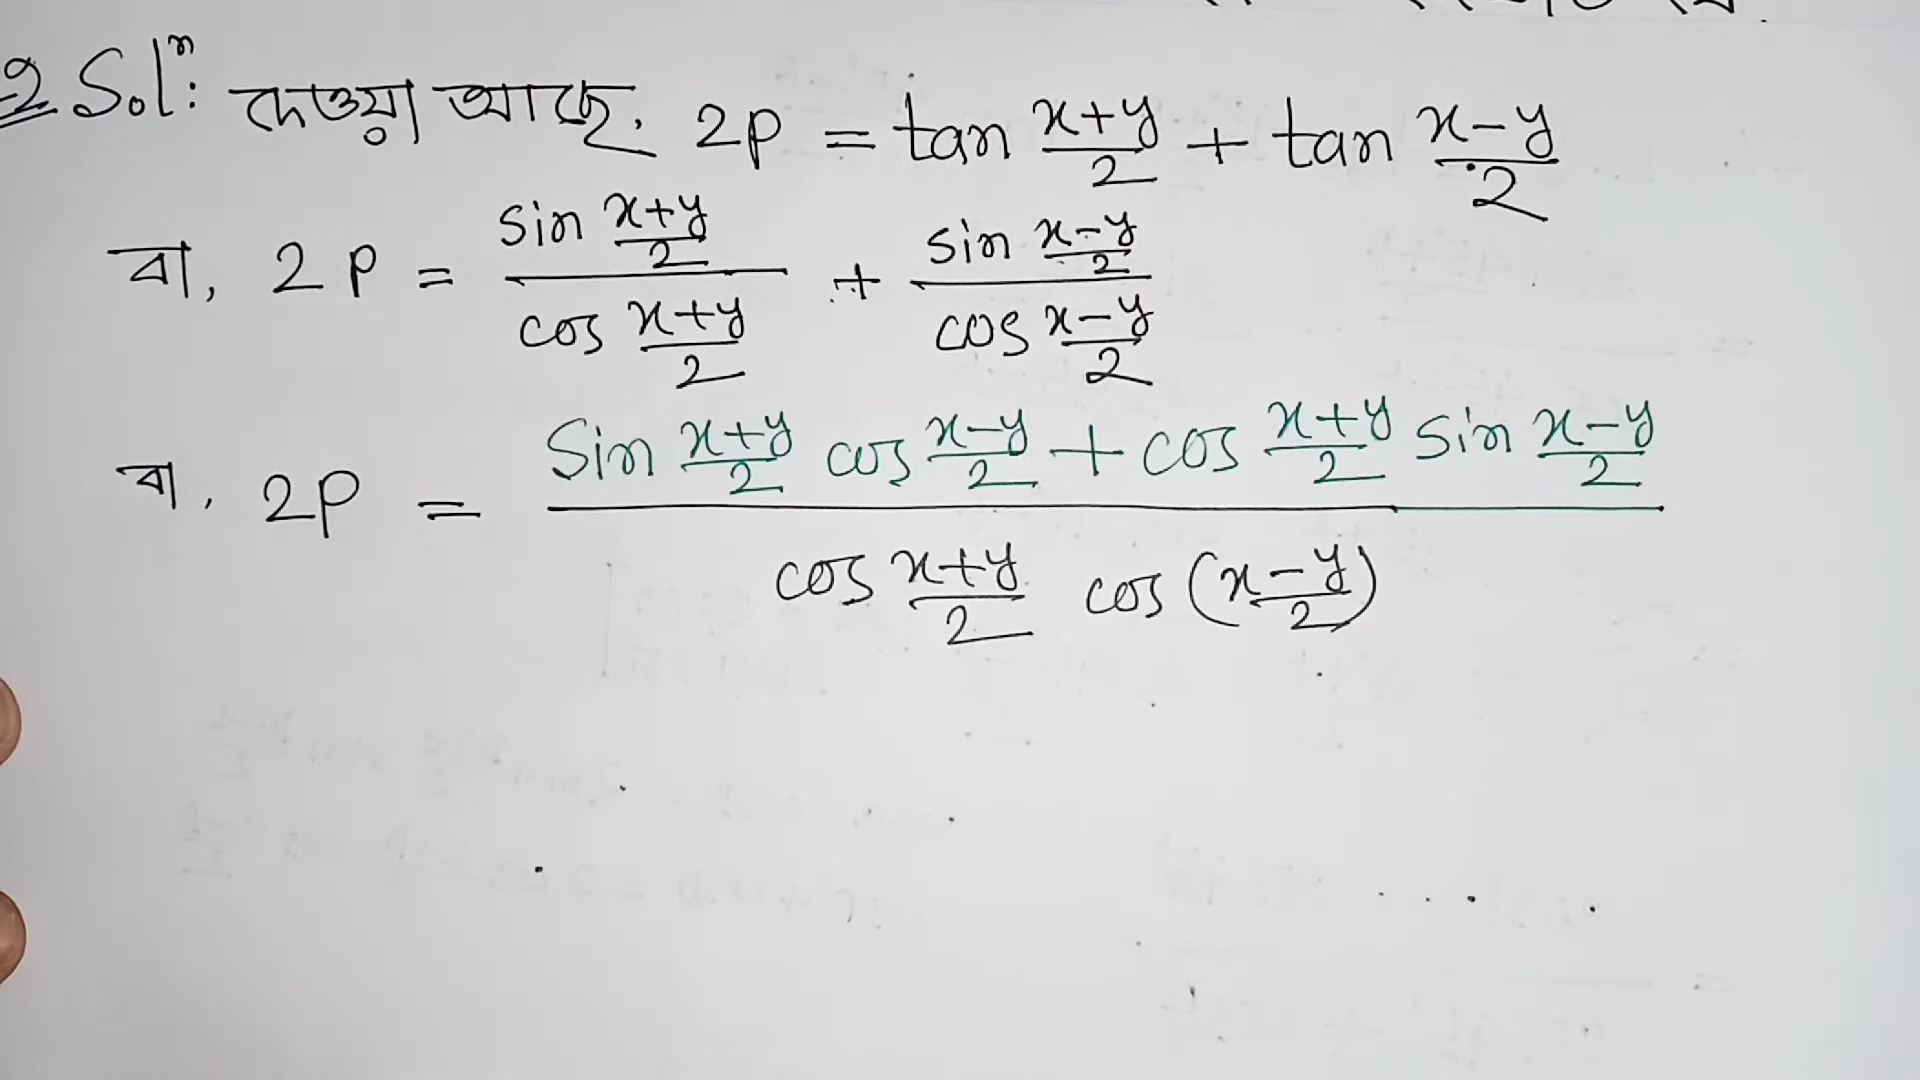 2 Solⁿ: দেওয়া আছে, 2p = tan (x+y)/2 + tan (x-y)/2
বা, 2p = (sin (x+y)/2)/(cos (x+y)/2) + (sin (x-y)/2)/(cos (x-y)/2)
বা, 2p = (Sin (x+y)/2 cos (x-y)/2 + cos (x+y)/2 sin (x-y)/2)/(cos (x+y)/2 cos ((x-y)/2))